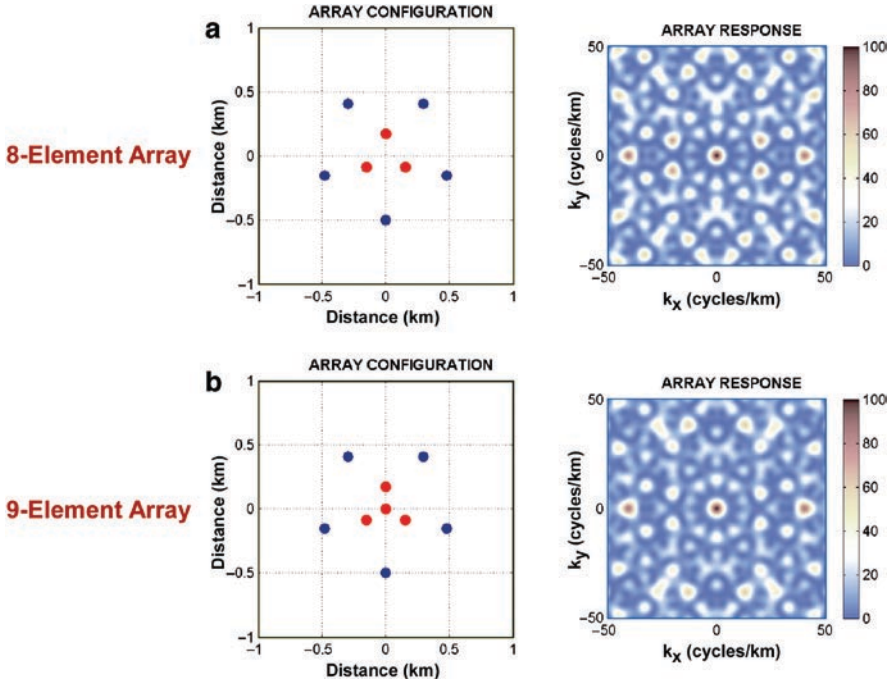 a
ARRAY CONFIGURATION
1
0.5
0
−0.5
−1
Distance (km)
−1
−0.5
0
0.5
1
Distance (km)
8-Element Array
ARRAY RESPONSE
50
0
−50
ky (cycles/km)
−50
0
50
kx (cycles/km)
100
80
60
40
20
0
b
ARRAY CONFIGURATION
1
0.5
0
−0.5
−1
Distance (km)
−1
−0.5
0
0.5
1
Distance (km)
9-Element Array
ARRAY RESPONSE
50
0
−50
ky (cycles/km)
−50
0
50
kx (cycles/km)
100
80
60
40
20
0